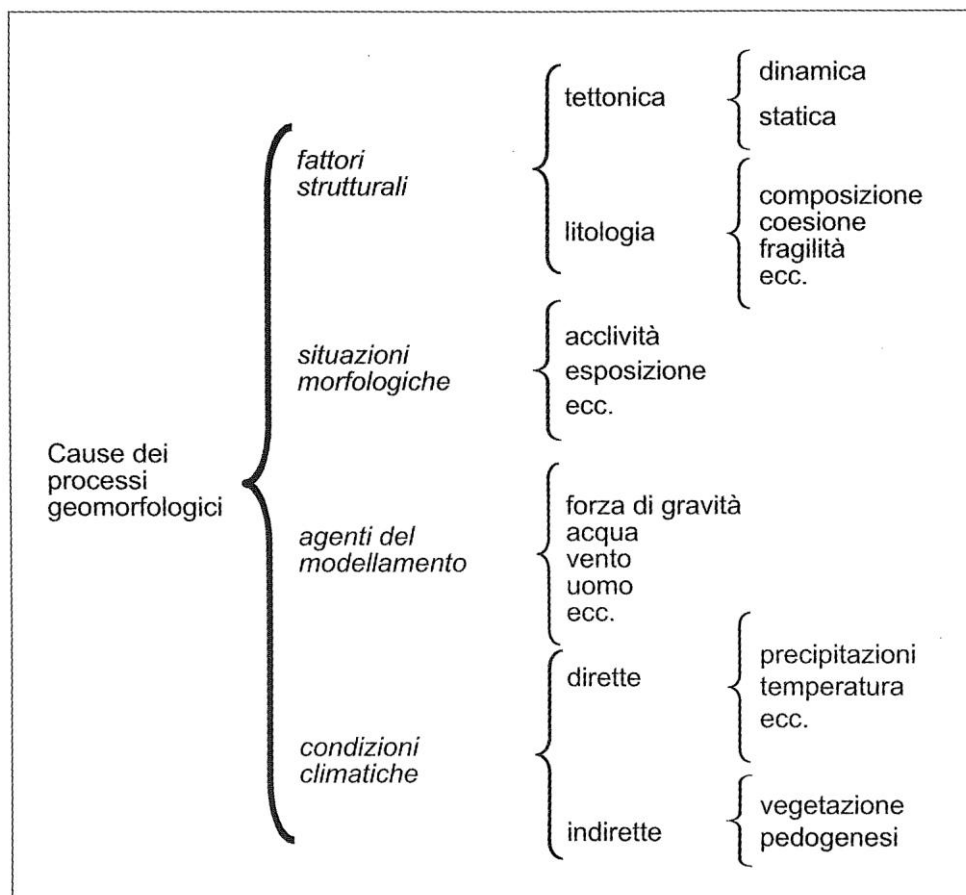 Cause dei
processi
geomorfologici
fattori
strutturali
tettonica
dinamica
statica
litologia
composizione
coesione
fragilità
ecc.
situazioni
morfologiche
acclività
esposizione
ecc.
agenti del
modellamento
forza di gravità
acqua
vento
uomo
ecc.
condizioni
climatiche
dirette
precipitazioni
temperatura
ecc.
indirette
vegetazione
pedogenesi